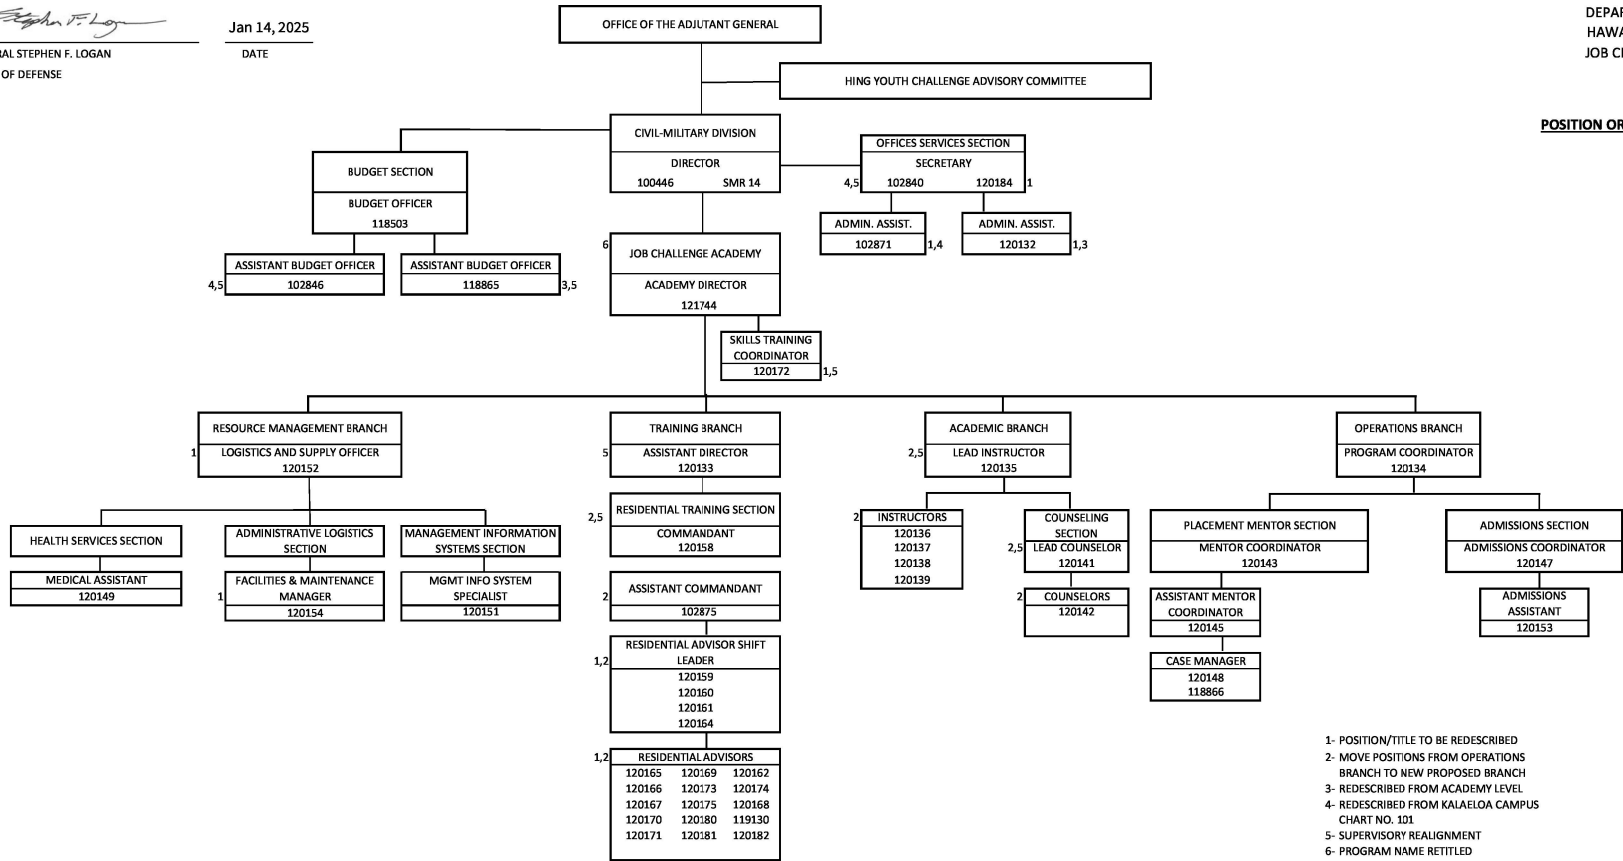 Stephen F. Logan
Jan 14, 2025
RAL STEPHEN F. LOGAN
DATE
OF DEFENSE
OFFICE OF THE ADJUTANT GENERAL
DEPAR
HAWA
JOB C
HING YOUTH CHALLENGE ADVISORY COMMITTEE
POSITION OR
CIVIL-MILITARY DIVISION
DIRECTOR
100446 SMR 14
OFFICES SERVICES SECTION
SECRETARY
4,5 102840 120184 1
BUDGET SECTION
BUDGET OFFICER
118503
ADMIN. ASSIST.
102871 1,4
ADMIN. ASSIST.
120132 1,3
ASSISTANT BUDGET OFFICER
4,5 102846
ASSISTANT BUDGET OFFICER
118865 3,5
6 JOB CHALLENGE ACADEMY
ACADEMY DIRECTOR
121744
SKILLS TRAINING
COORDINATOR
120172 1,5
RESOURCE MANAGEMENT BRANCH
1 LOGISTICS AND SUPPLY OFFICER
120152
TRAINING BRANCH
5 ASSISTANT DIRECTOR
120133
ACADEMIC BRANCH
2,5 LEAD INSTRUCTOR
120135
OPERATIONS BRANCH
PROGRAM COORDINATOR
120134
HEALTH SERVICES SECTION
MEDICAL ASSISTANT
120149
ADMINISTRATIVE LOGISTICS
SECTION
1 FACILITIES & MAINTENANCE
MANAGER
120154
MANAGEMENT INFORMATION
SYSTEMS SECTION
MGMT INFO SYSTEM
SPECIALIST
120151
2,5 RESIDENTIAL TRAINING SECTION
COMMANDANT
120158
2 ASSISTANT COMMANDANT
102875
1,2 RESIDENTIAL ADVISOR SHIFT
LEADER
120159
120160
120161
120164
1,2 RESIDENTIAL ADVISORS
120165 120169 120162
120166 120173 120174
120167 120175 120168
120170 120180 119130
120171 120181 120182
2 INSTRUCTORS
120136
120137
120138
120139
COUNSELING
SECTION
2,5 LEAD COUNSELOR
120141
2 COUNSELORS
120142
PLACEMENT MENTOR SECTION
MENTOR COORDINATOR
120143
ASSISTANT MENTOR
COORDINATOR
120145
CASE MANAGER
120148
118866
ADMISSIONS SECTION
ADMISSIONS COORDINATOR
120147
ADMISSIONS
ASSISTANT
120153
1- POSITION/TITLE TO BE REDESCRIBED
2- MOVE POSITIONS FROM OPERATIONS
BRANCH TO NEW PROPOSED BRANCH
3- REDESCRIBED FROM ACADEMY LEVEL
4- REDESCRIBED FROM KALAELOA CAMPUS
CHART NO. 101
5- SUPERVISORY REALIGNMENT
6- PROGRAM NAME RETITLED